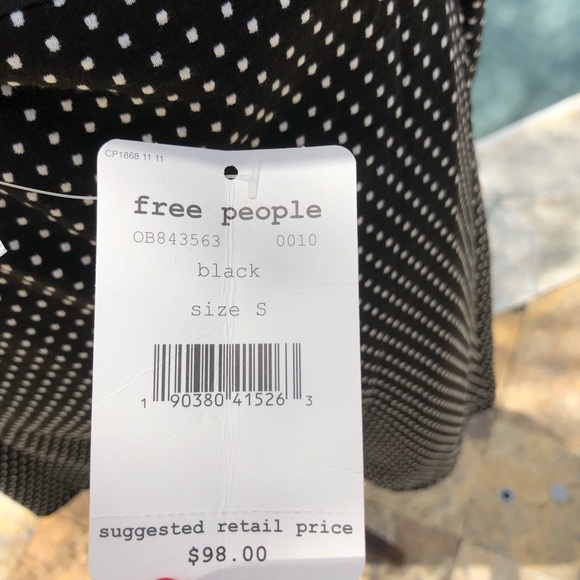 CP1868 11 11
free people
OB843563 0010
black
size S
1 90380 41526 3
suggested retail price
$98.00